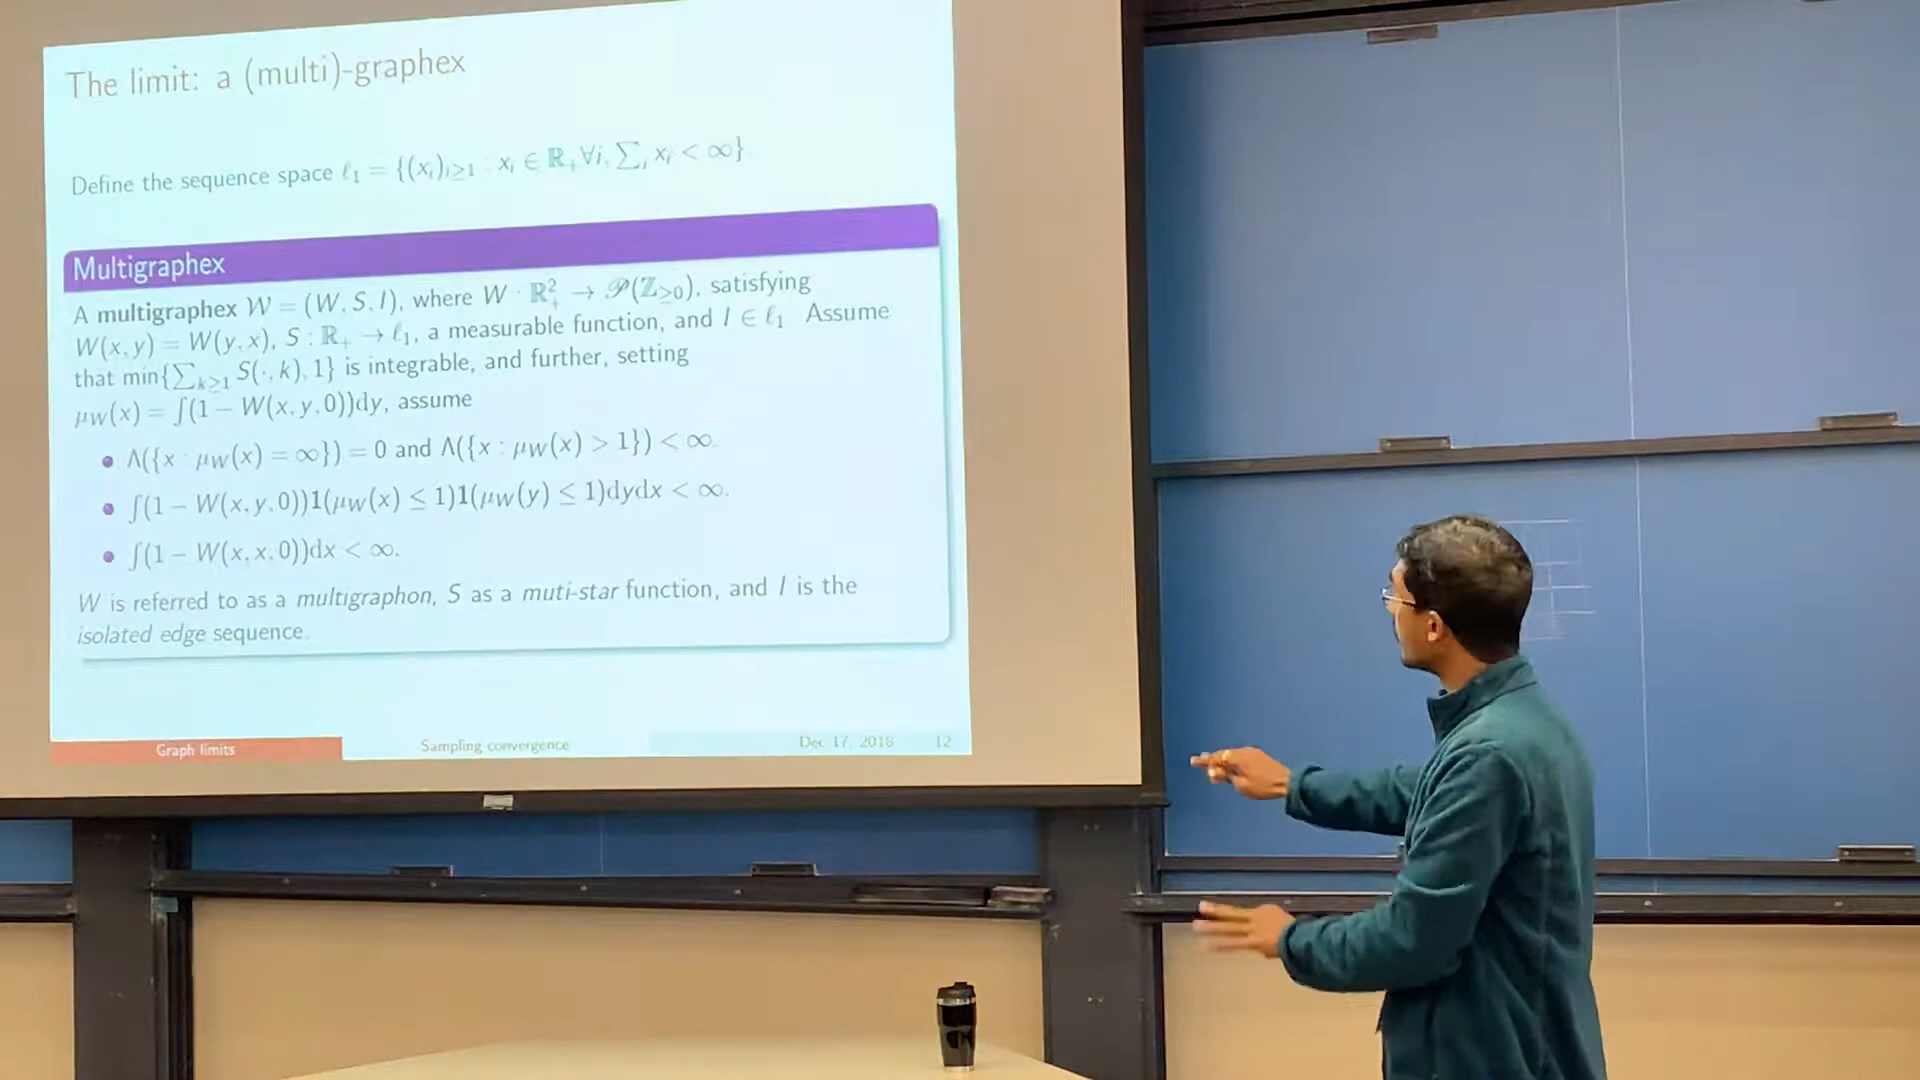 The limit: a (multi)-graphex
Define the sequence space ℓ₁ = {(xᵢ)ᵢ≥₁ : xᵢ ∈ ℝ₊∀i, ∑ᵢ xᵢ < ∞}.
Multigraphex
A multigraphex 𝒲 = (W, S, I), where W : ℝ²₊ → 𝒫(ℤ≥₀), satisfying
W(x, y) = W(y, x), S : ℝ₊ → ℓ₁, a measurable function, and I ∈ ℓ₁. Assume
that min{∑k≥1 S(·, k), 1} is integrable, and further, setting
μW(x) = ∫(1 − W(x, y, 0))dy, assume
• Λ({x : μW(x) = ∞}) = 0 and Λ({x : μW(x) > 1}) < ∞.
• ∫(1 − W(x, y, 0))1(μW(x) ≤ 1)1(μW(y) ≤ 1)dydx < ∞.
• ∫(1 − W(x, x, 0))dx < ∞.
W is referred to as a multigraphon, S as a muti-star function, and I is the
isolated edge sequence.
Graph limits Sampling convergence Dec 17, 2018 12